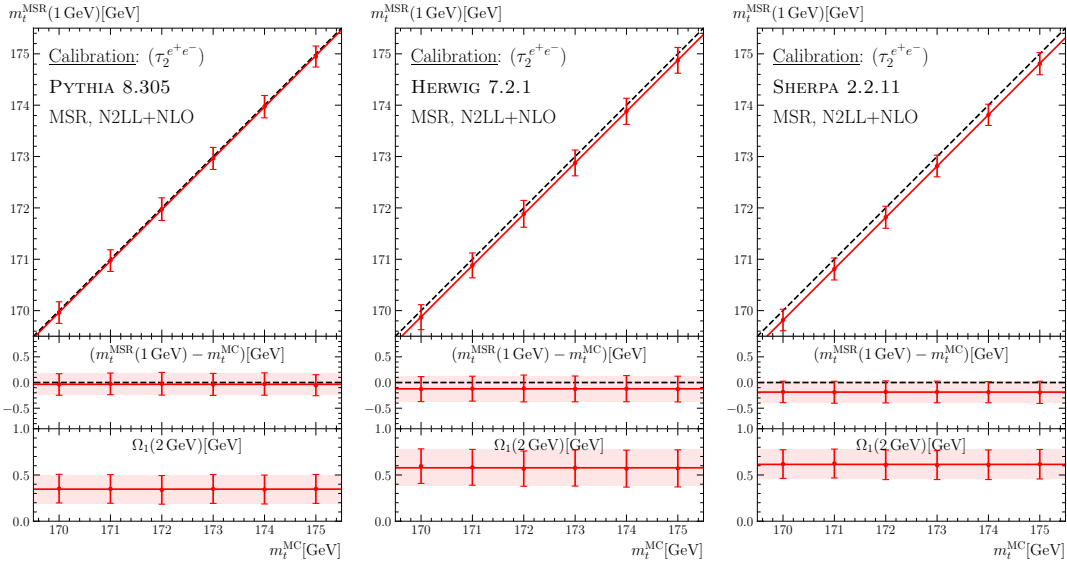 m_t^MSR(1 GeV)[GeV]
Calibration: (τ_2^{e+e−})
PYTHIA 8.305
MSR, N2LL+NLO
175
174
173
172
171
170
(m_t^MSR(1 GeV) − m_t^MC)[GeV]
0.5
0.0
−0.5
1.0
Ω_1(2 GeV)[GeV]
0.5
0.0
170 171 172 173 174 175
m_t^MC[GeV]
m_t^MSR(1 GeV)[GeV]
Calibration: (τ_2^{e+e−})
HERWIG 7.2.1
MSR, N2LL+NLO
175
174
173
172
171
170
(m_t^MSR(1 GeV) − m_t^MC)[GeV]
0.5
0.0
−0.5
1.0
Ω_1(2 GeV)[GeV]
0.5
0.0
170 171 172 173 174 175
m_t^MC[GeV]
m_t^MSR(1 GeV)[GeV]
Calibration: (τ_2^{e+e−})
SHERPA 2.2.11
MSR, N2LL+NLO
175
174
173
172
171
170
(m_t^MSR(1 GeV) − m_t^MC)[GeV]
0.5
0.0
−0.5
1.0
Ω_1(2 GeV)[GeV]
0.5
0.0
170 171 172 173 174 175
m_t^MC[GeV]